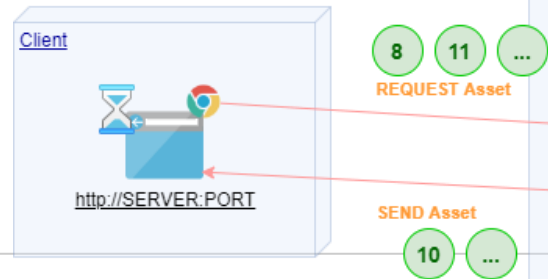 Client
8 11 ...
REQUEST Asset
http://SERVER:PORT
SEND Asset
10 ...